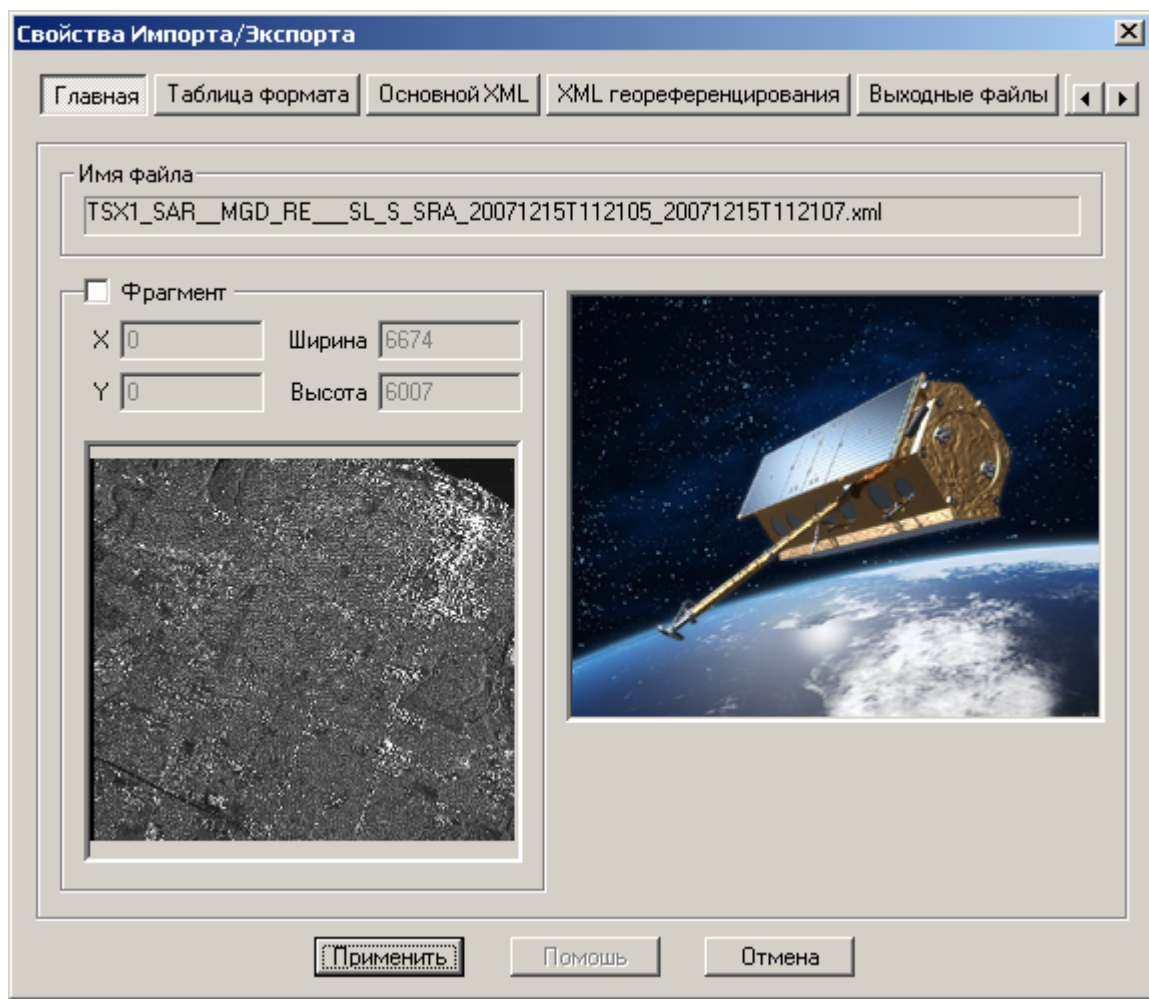 Свойства Импорта/Экспорта
Главная Таблица формата Основной XML XML геореференцирования Выходные файлы
Имя файла
TSX1_SAR__MGD_RE___SL_S_SRA_20071215T112105_20071215T112107.xml
Фрагмент
X 0 Ширина 6674
Y 0 Высота 6007
Применить Помощь Отмена